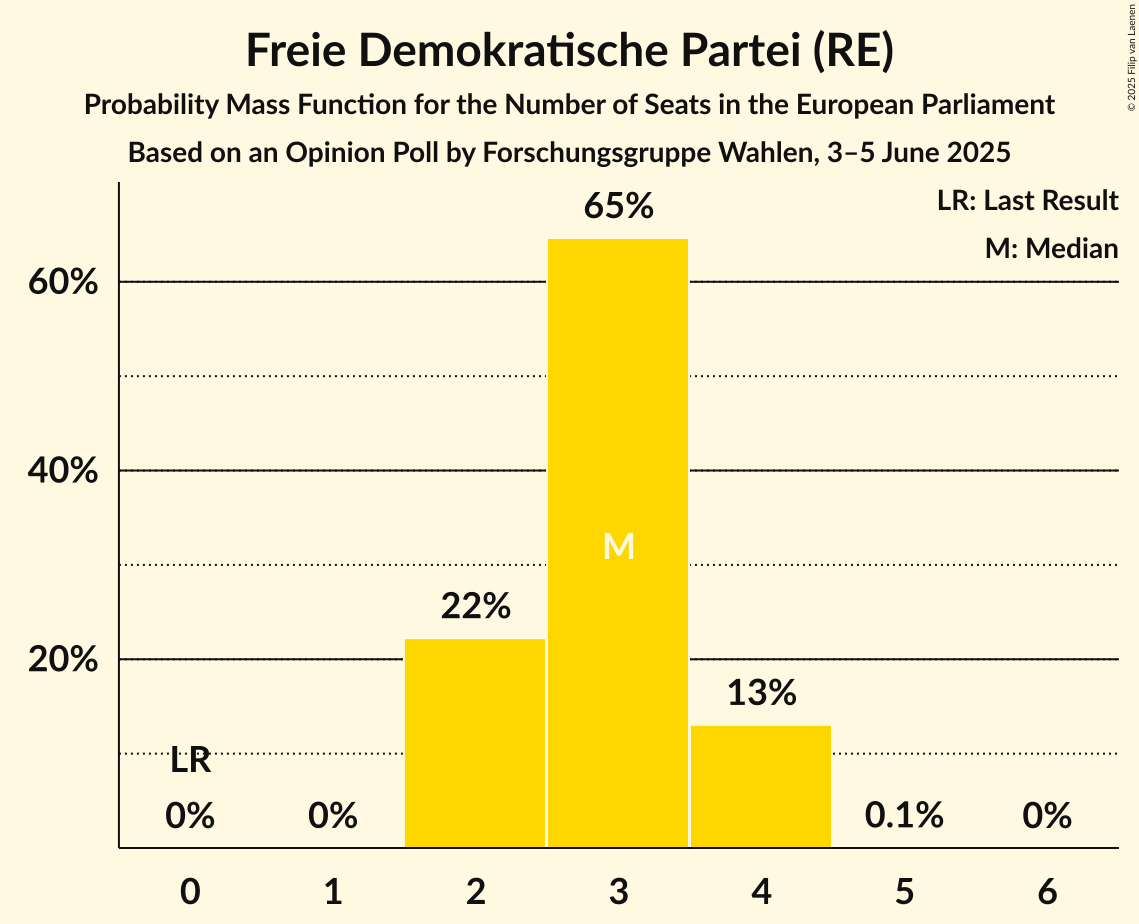 Freie Demokratische Partei (RE)
Probability Mass Function for the Number of Seats in the European Parliament
Based on an Opinion Poll by Forschungsgruppe Wahlen, 3–5 June 2025
© 2025 Filip van Laenen
LR: Last Result
M: Median
65%
60%
40%
M
22%
20%
13%
LR
0%
0%
0.1%
0%
0 1 2 3 4 5 6